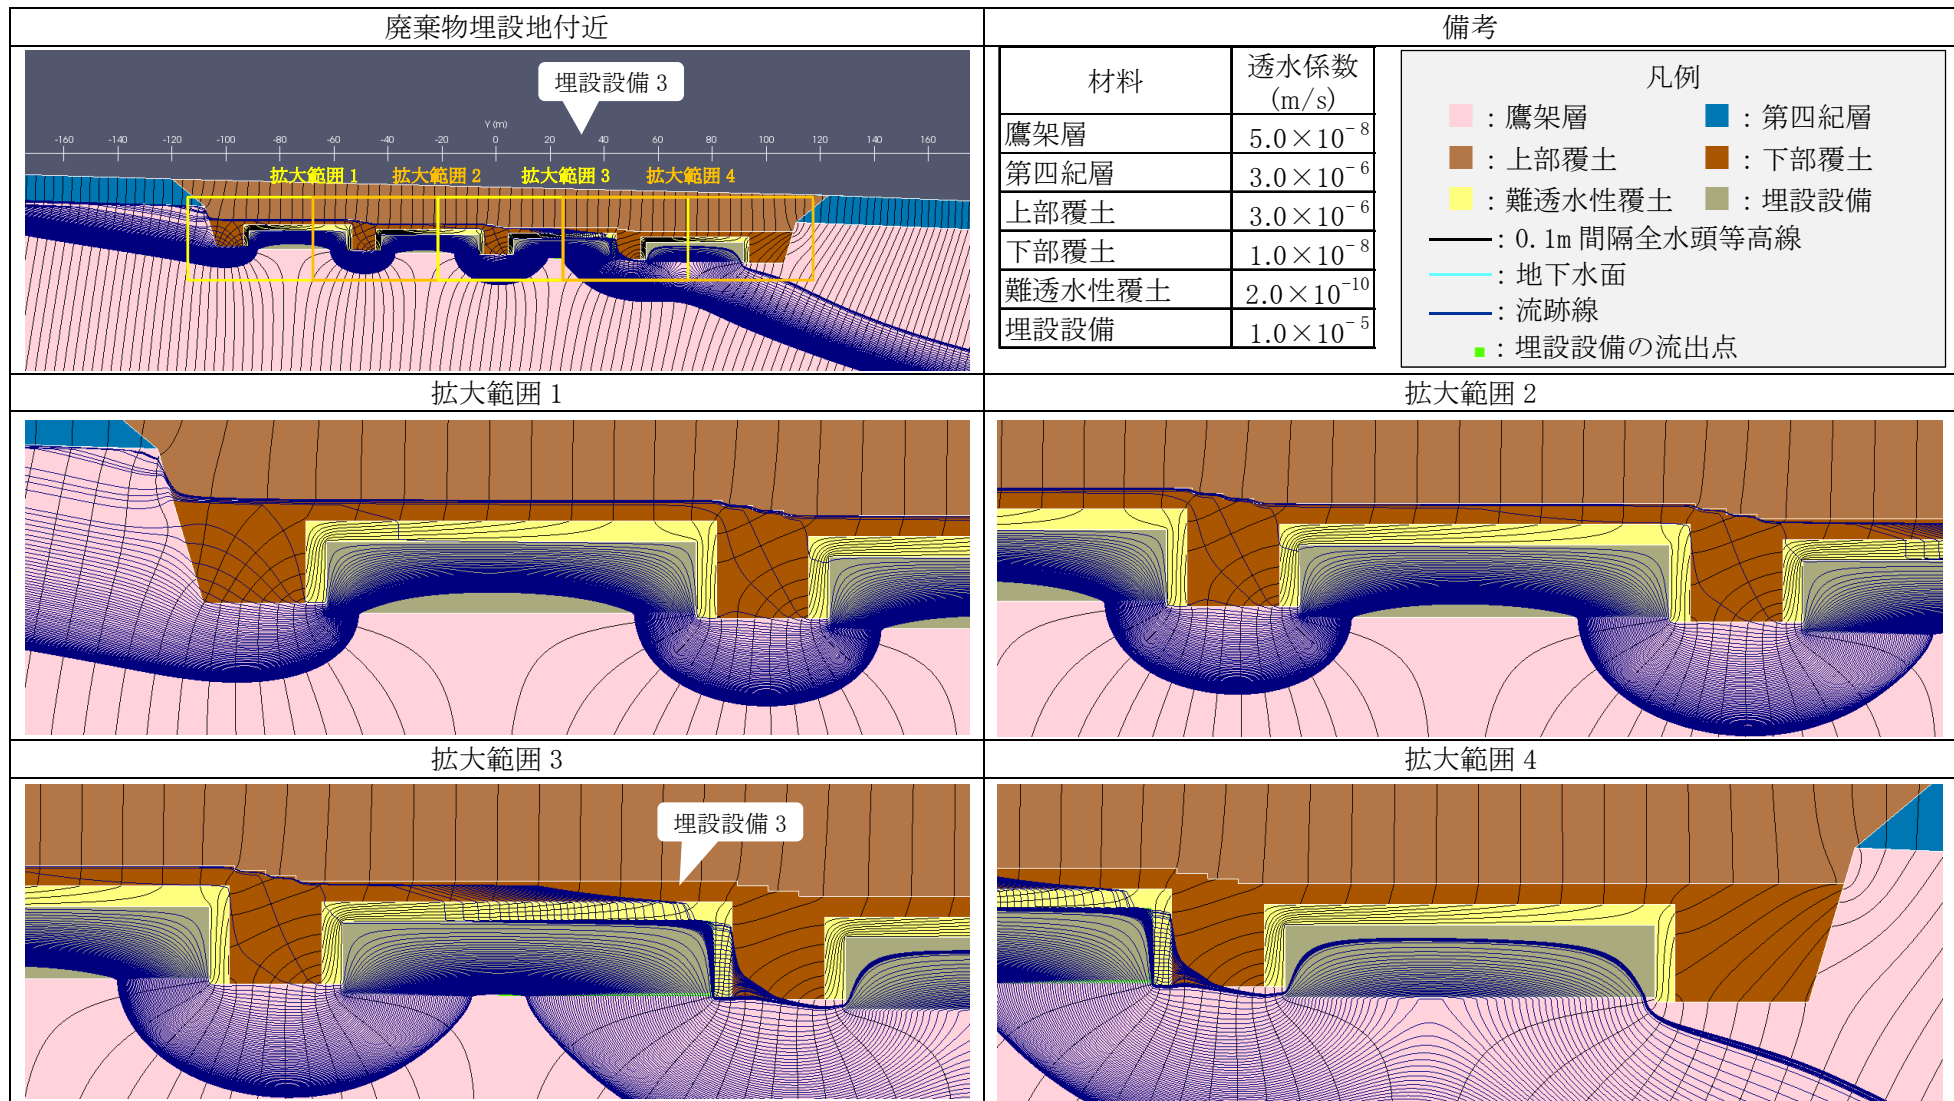 廃棄物埋設地付近
備考
埋設設備 3
Y (m)
-160 -140 -120 -100 -80 -60 -40 -20 0 20 40 60 80 100 120 140 160
拡大範囲 1 拡大範囲 2 拡大範囲 3 拡大範囲 4
材料 透水係数
(m/s)
鷹架層 5.0×10⁻⁸
第四紀層 3.0×10⁻⁶
上部覆土 3.0×10⁻⁶
下部覆土 1.0×10⁻⁸
難透水性覆土 2.0×10⁻¹⁰
埋設設備 1.0×10⁻⁵
凡例
：鷹架層 ：第四紀層
：上部覆土 ：下部覆土
：難透水性覆土 ：埋設設備
：0.1m 間隔全水頭等高線
：地下水面
：流跡線
：埋設設備の流出点
拡大範囲 1
拡大範囲 2
拡大範囲 3
拡大範囲 4
埋設設備 3